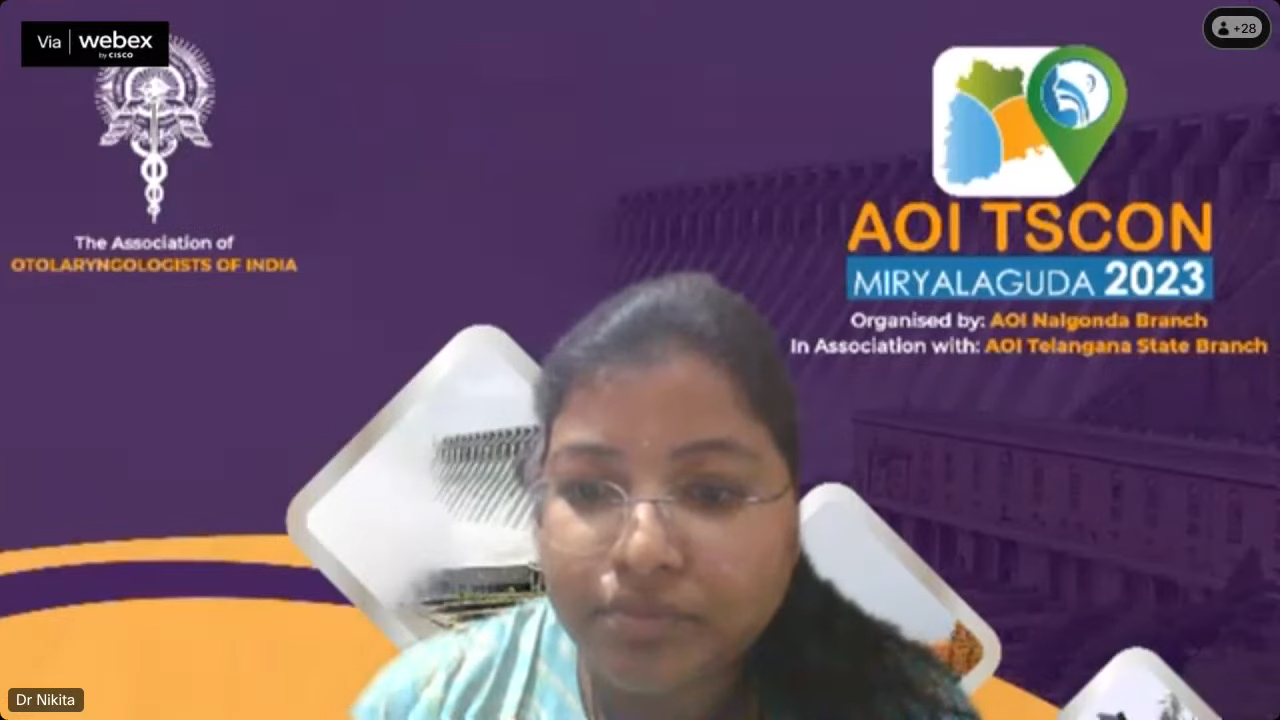 Via webex
by CISCO
+28
The Association of
OTOLARYNGOLOGISTS OF INDIA
AOI TSCON
MIRYALAGUDA 2023
Organised by: AOI Nalgonda Branch
In Association with: AOI Telangana State Branch
Dr Nikita